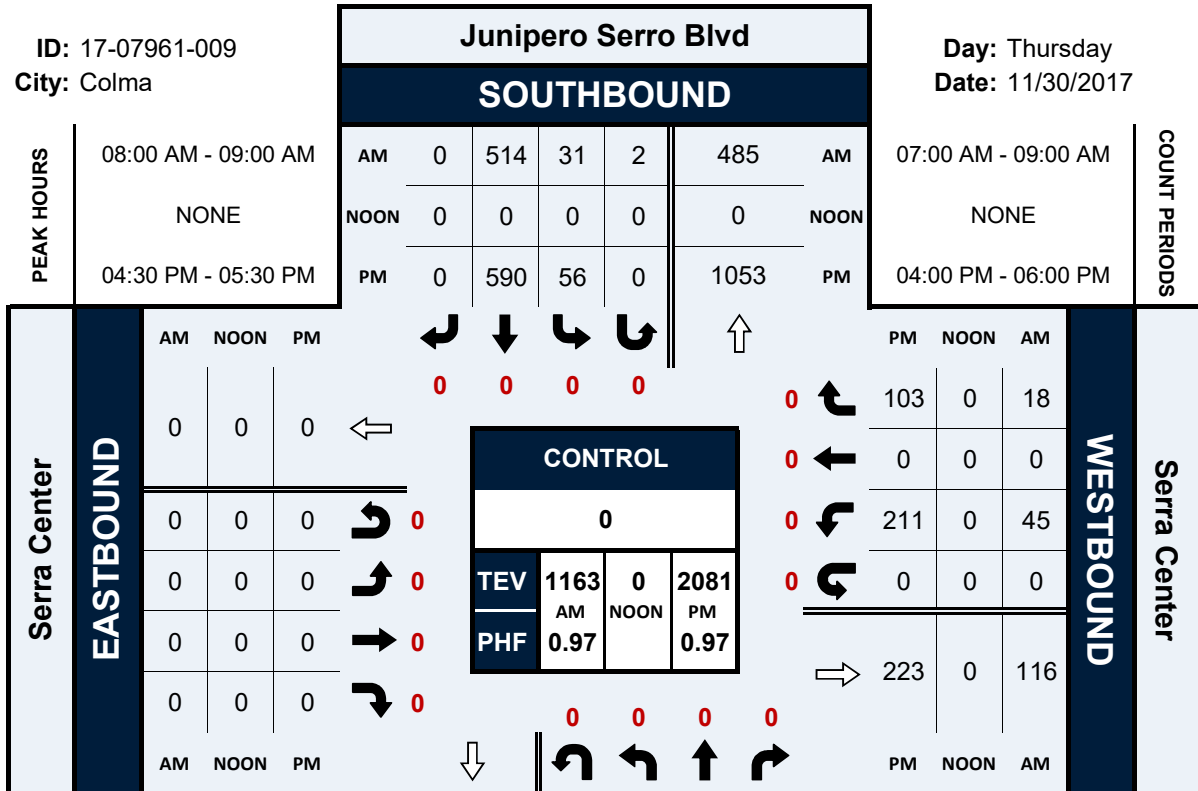 Junipero Serro Blvd
ID: 17-07961-009
City: Colma
Day: Thursday
Date: 11/30/2017
SOUTHBOUND
PEAK HOURS
08:00 AM - 09:00 AM
NONE
04:30 PM - 05:30 PM
AM 0 514 31 2 485 AM
NOON 0 0 0 0 0 NOON
PM 0 590 56 0 1053 PM
07:00 AM - 09:00 AM
NONE
04:00 PM - 06:00 PM
COUNT PERIODS
0 0 0 0
Serra Center
EASTBOUND
AM NOON PM
0 0 0
0 0 0 0
0 0 0 0
0 0 0 0
0 0 0 0
AM NOON PM
CONTROL
0
TEV 1163 0 2081
AM NOON PM
PHF 0.97 0.97
PM NOON AM
0 103 0 18
0 0 0 0
0 211 0 45
0 0 0 0
223 0 116
PM NOON AM
WESTBOUND
Serra Center
0 0 0 0